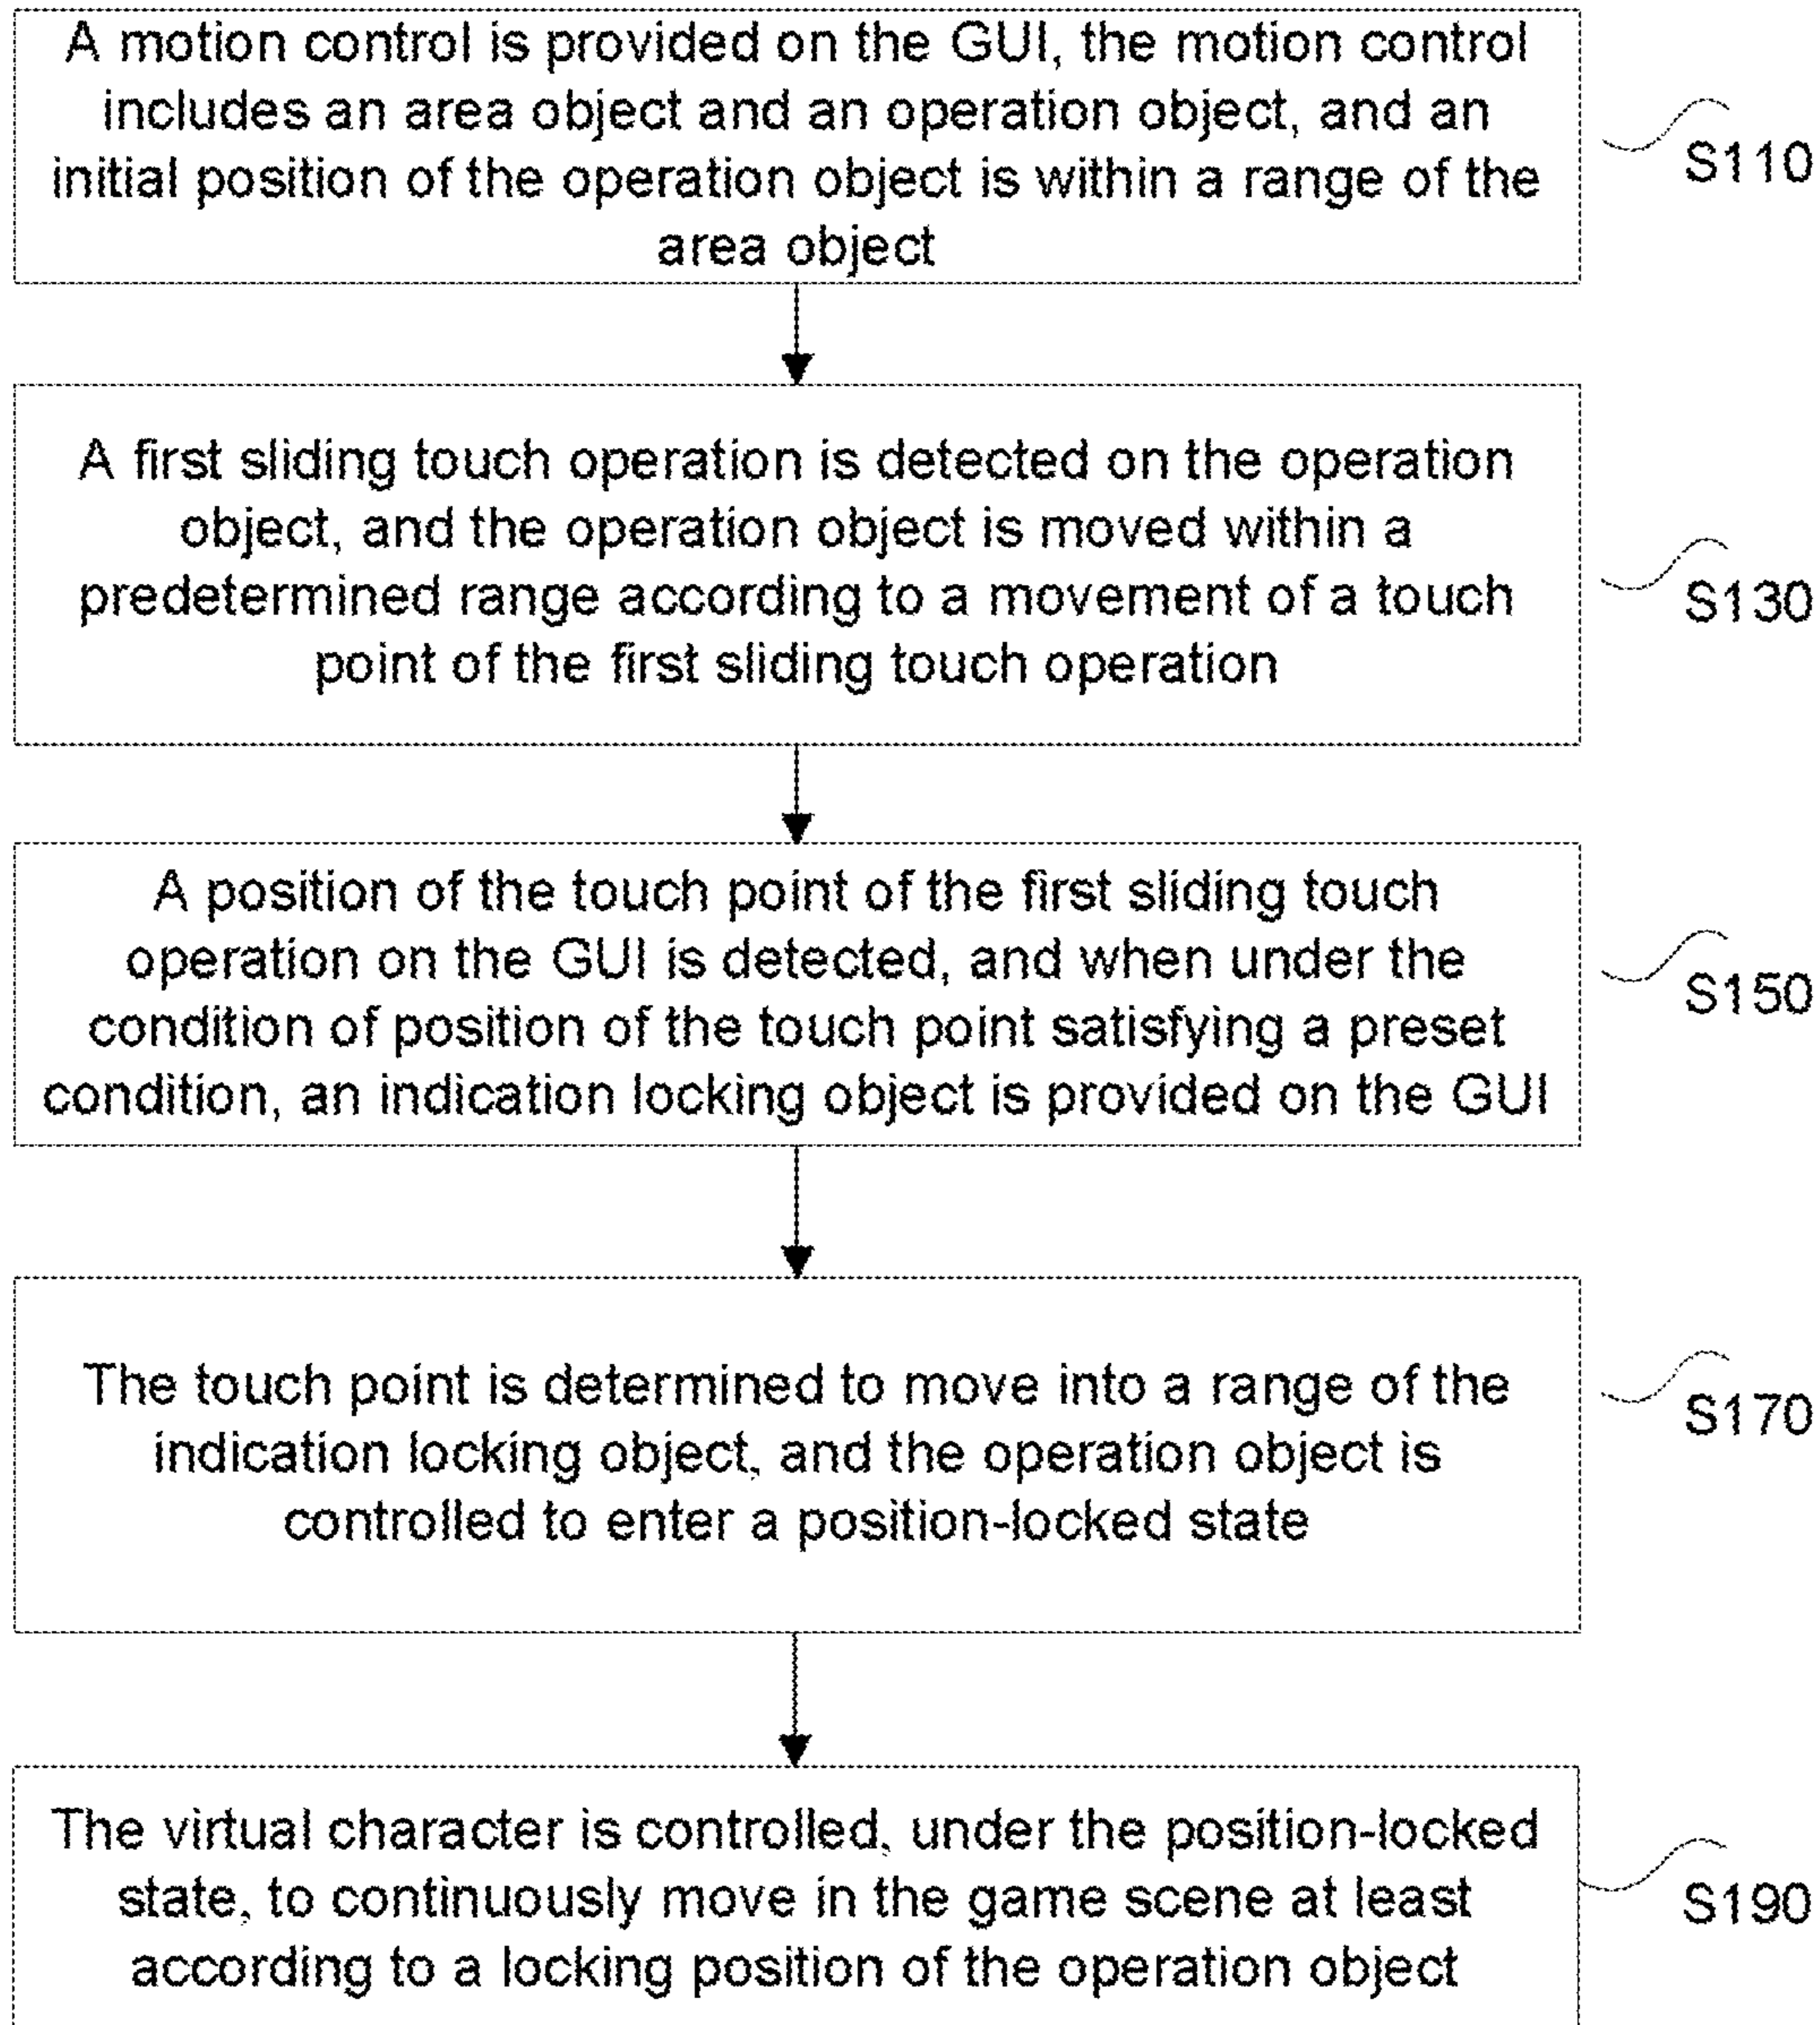 A motion control is provided on the GUI, the motion control
includes an area object and an operation object, and an
initial position of the operation object is within a range of the
area object
S110
A first sliding touch operation is detected on the operation
object, and the operation object is moved within a
predetermined range according to a movement of a touch
point of the first sliding touch operation
S130
A position of the touch point of the first sliding touch
operation on the GUI is detected, and when under the
condition of position of the touch point satisfying a preset
condition, an indication locking object is provided on the GUI
S150
The touch point is determined to move into a range of the
indication locking object, and the operation object is
controlled to enter a position-locked state
S170
The virtual character is controlled, under the position-locked
state, to continuously move in the game scene at least
according to a locking position of the operation object
S190